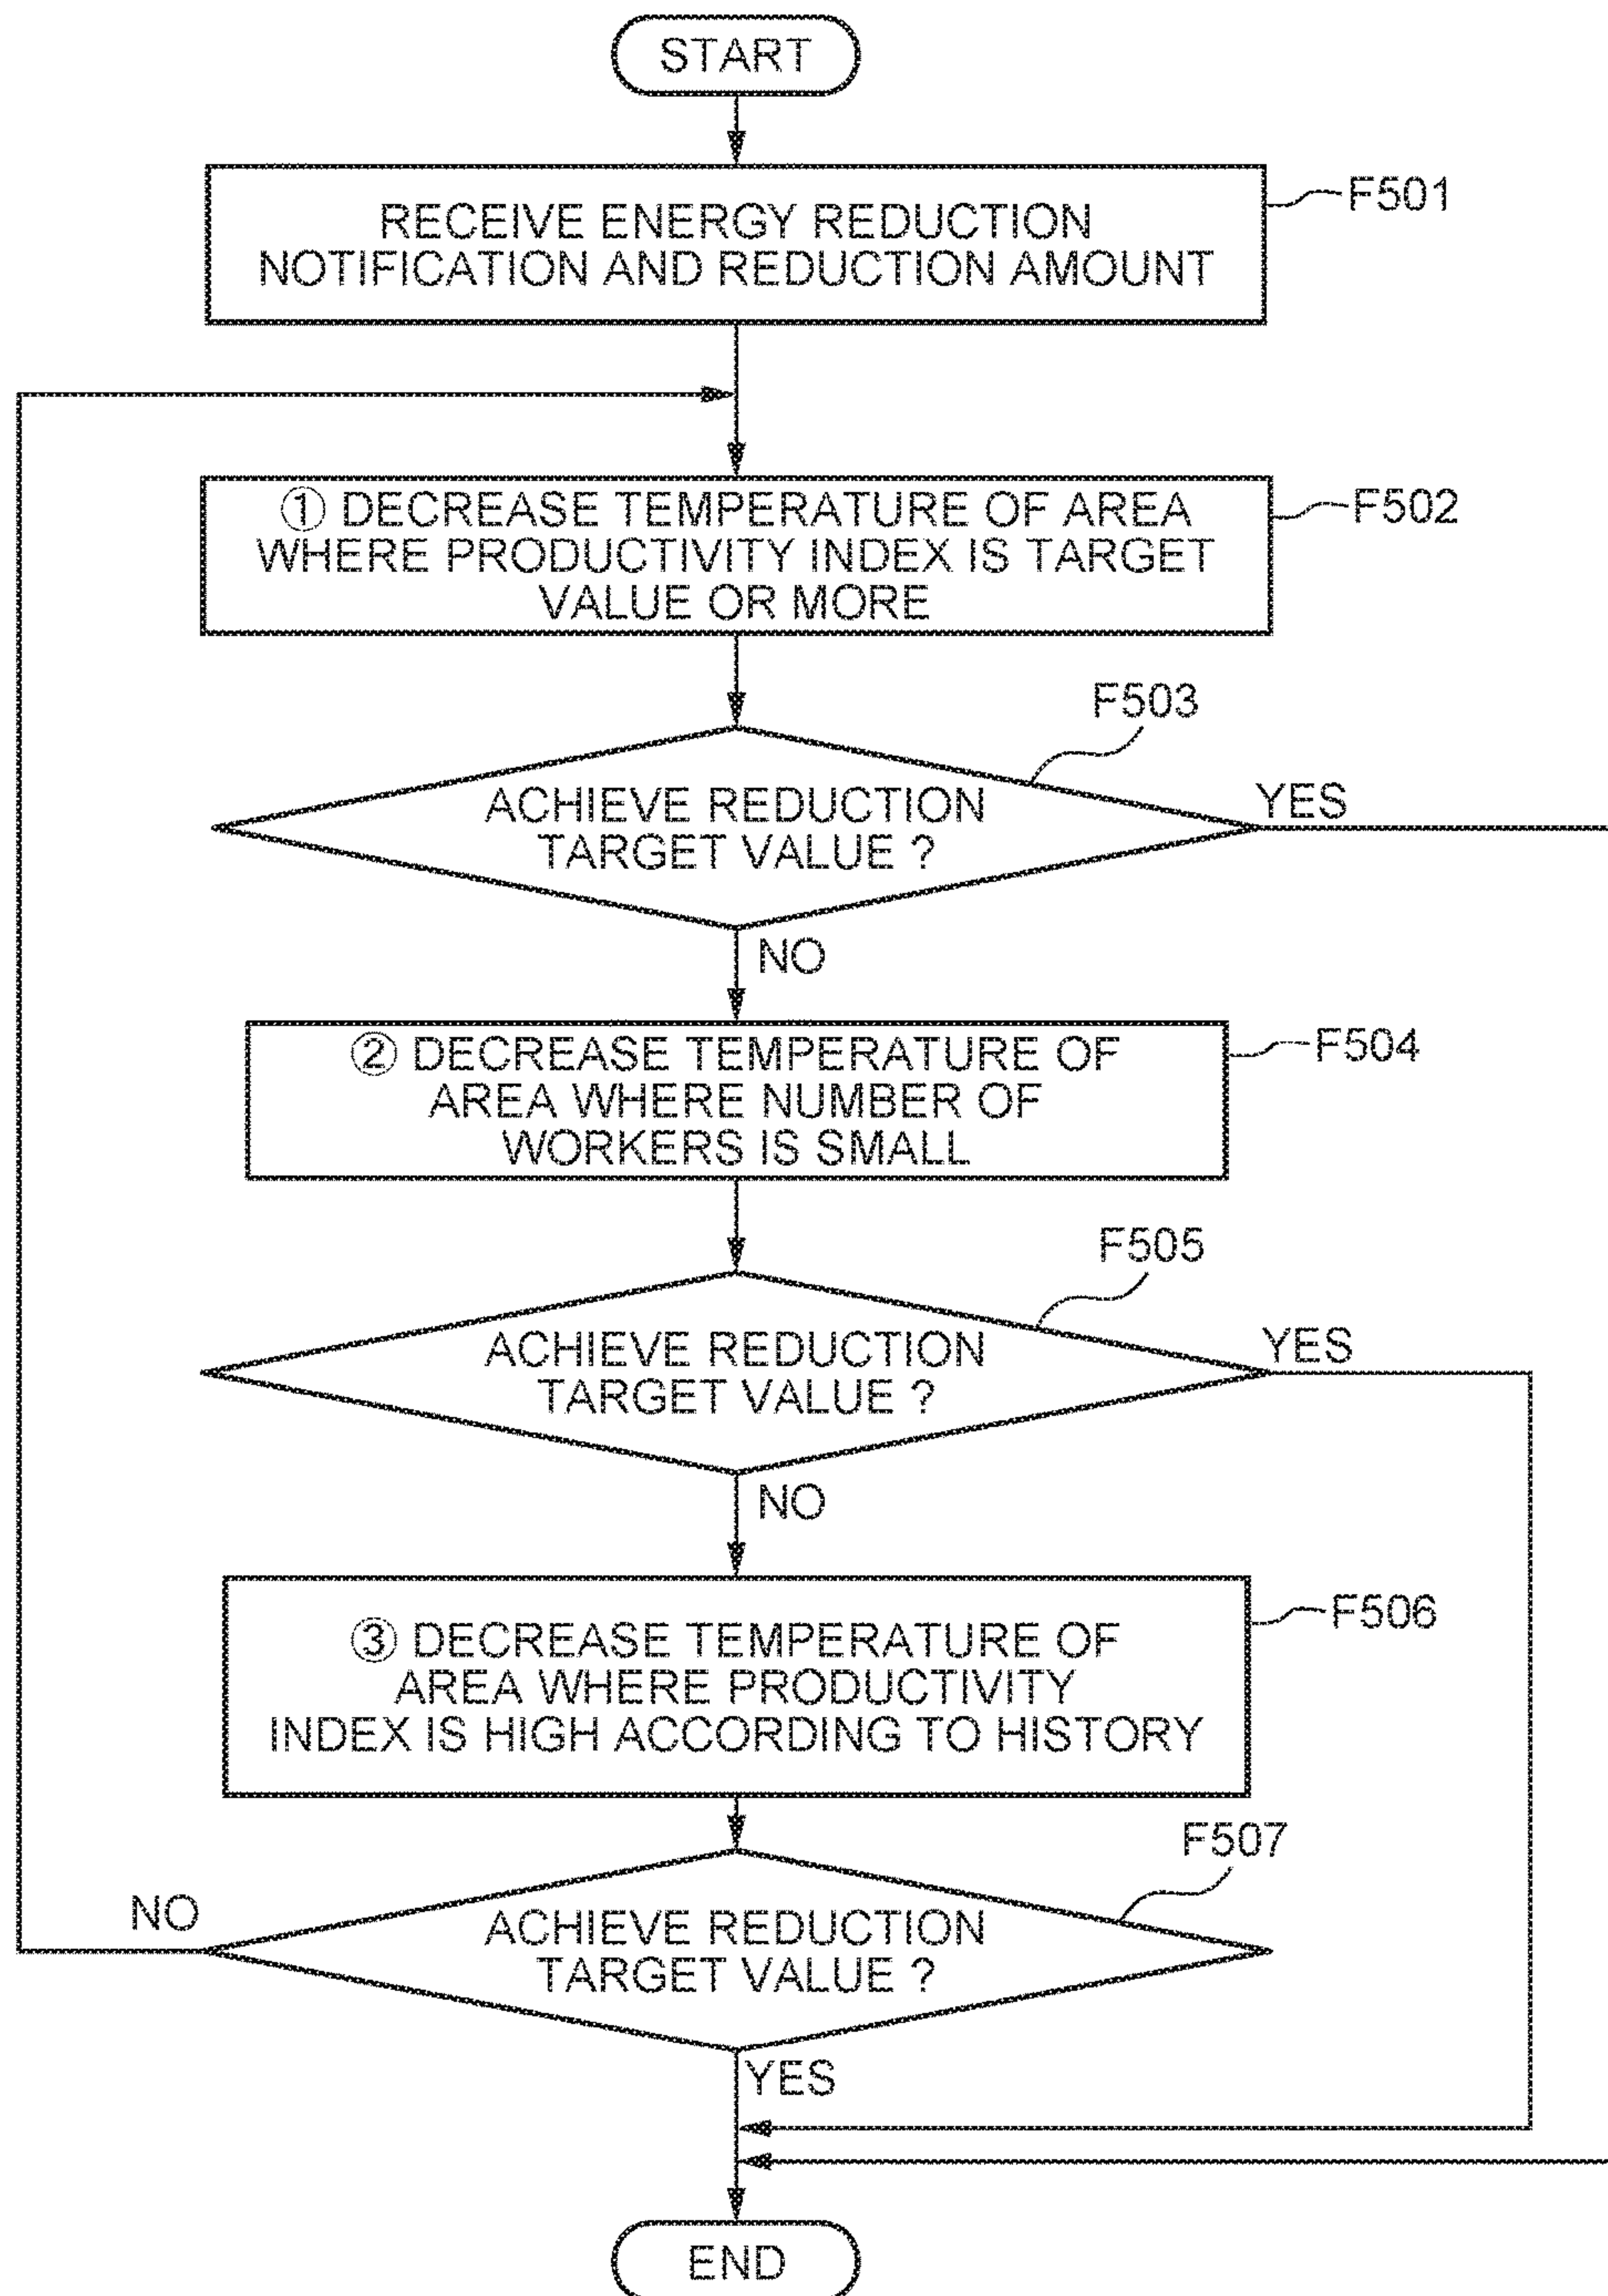 START
RECEIVE ENERGY REDUCTION
NOTIFICATION AND REDUCTION AMOUNT
F501
① DECREASE TEMPERATURE OF AREA
WHERE PRODUCTIVITY INDEX IS TARGET
VALUE OR MORE
F502
F503
ACHIEVE REDUCTION
TARGET VALUE ?
YES
NO
② DECREASE TEMPERATURE OF
AREA WHERE NUMBER OF
WORKERS IS SMALL
F504
F505
ACHIEVE REDUCTION
TARGET VALUE ?
YES
NO
③ DECREASE TEMPERATURE OF
AREA WHERE PRODUCTIVITY
INDEX IS HIGH ACCORDING TO HISTORY
F506
F507
NO
ACHIEVE REDUCTION
TARGET VALUE ?
YES
END